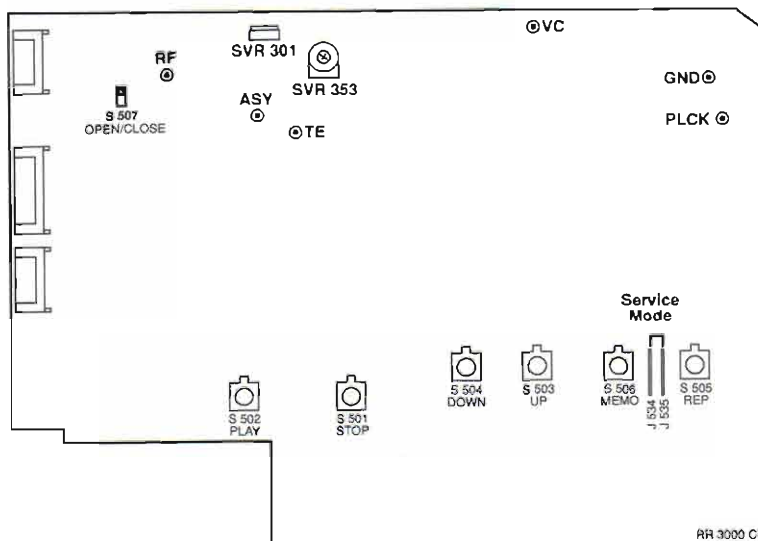 VC
SVR 301
RF
SVR 353
GND
S 507
OPEN/CLOSE
ASY
PLCK
TE
Service
Mode
S 504
DOWN
S 503
UP
S 506
MEMO
J 534
J 535
S 505
REP
S 502
PLAY
S 501
STOP
RR 3000 C